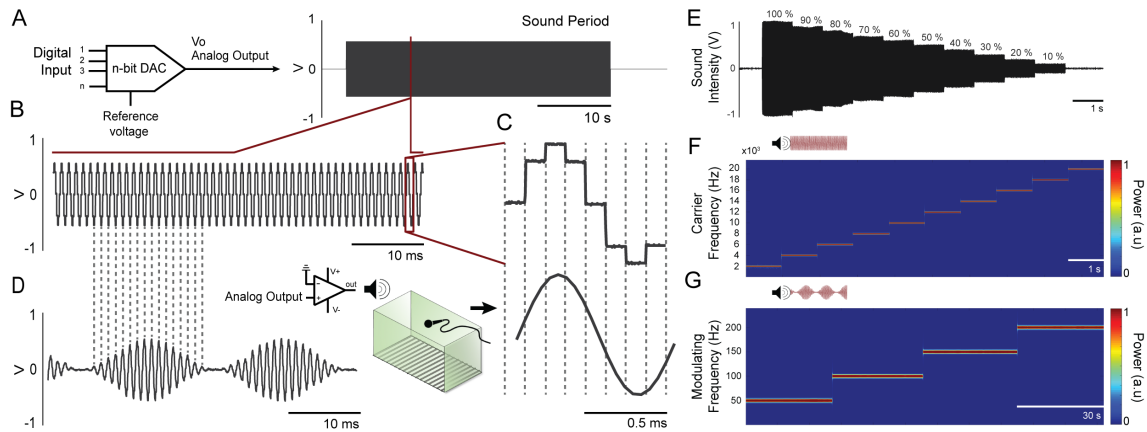 A
Digital
Input
1
2
3
n
n-bit DAC
Vo
Analog Output
Reference
voltage
Sound Period
1
0
-1
V
10 s
B
1
0
-1
V
10 ms
C
0.5 ms
D
1
0
-1
V
10 ms
Analog Output
V+
V-
out
-
+
E
Sound
Intensity (V)
1
0
-1
100 %
90 %
80 %
70 %
60 %
50 %
40 %
30 %
20 %
10 %
1 s
F
Carrier
Frequency (Hz)
x10³
20
18
16
14
12
10
8
6
4
2
1 s
1
0
Power (a.u)
G
Modulating
Frequency (Hz)
200
150
100
50
30 s
1
0
Power (a.u)